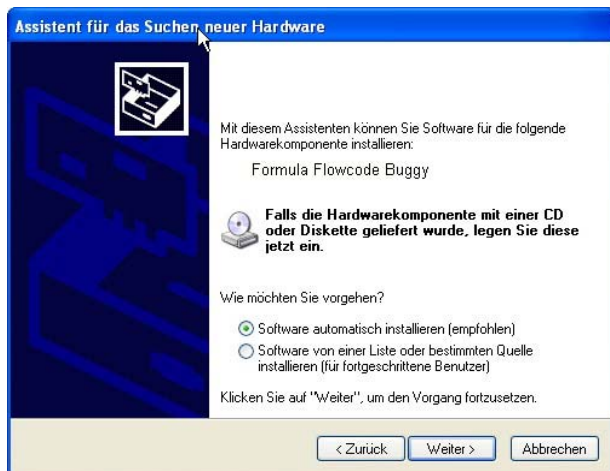 Assistent für das Suchen neuer Hardware
Mit diesem Assistenten können Sie Software für die folgende
Hardwarekomponente installieren:
Formula Flowcode Buggy
Falls die Hardwarekomponente mit einer CD
oder Diskette geliefert wurde, legen Sie diese
jetzt ein.
Wie möchten Sie vorgehen?
Software automatisch installieren (empfohlen)
Software von einer Liste oder bestimmten Quelle
installieren (für fortgeschrittene Benutzer)
Klicken Sie auf "Weiter", um den Vorgang fortzusetzen.
< Zurück Weiter > Abbrechen